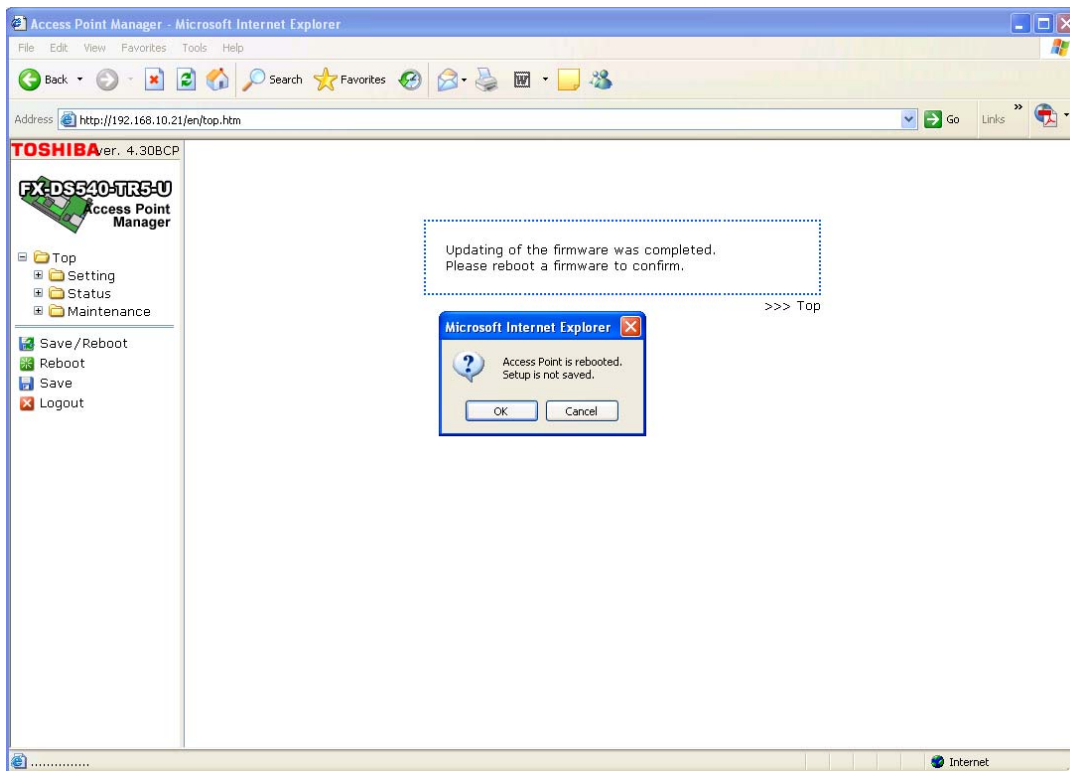 Access Point Manager - Microsoft Internet Explorer
File Edit View Favorites Tools Help
Back Search Favorites
Address http://192.168.10.21/en/top.htm Go Links »
TOSHIBA ver. 4.30BCP
FX-DS540-TR5-U
Access Point
Manager
Top
Setting
Status
Maintenance
Save/Reboot
Reboot
Save
Logout
Updating of the firmware was completed.
Please reboot a firmware to confirm.
>>> Top
Microsoft Internet Explorer
Access Point is rebooted.
Setup is not saved.
OK Cancel
............... Internet